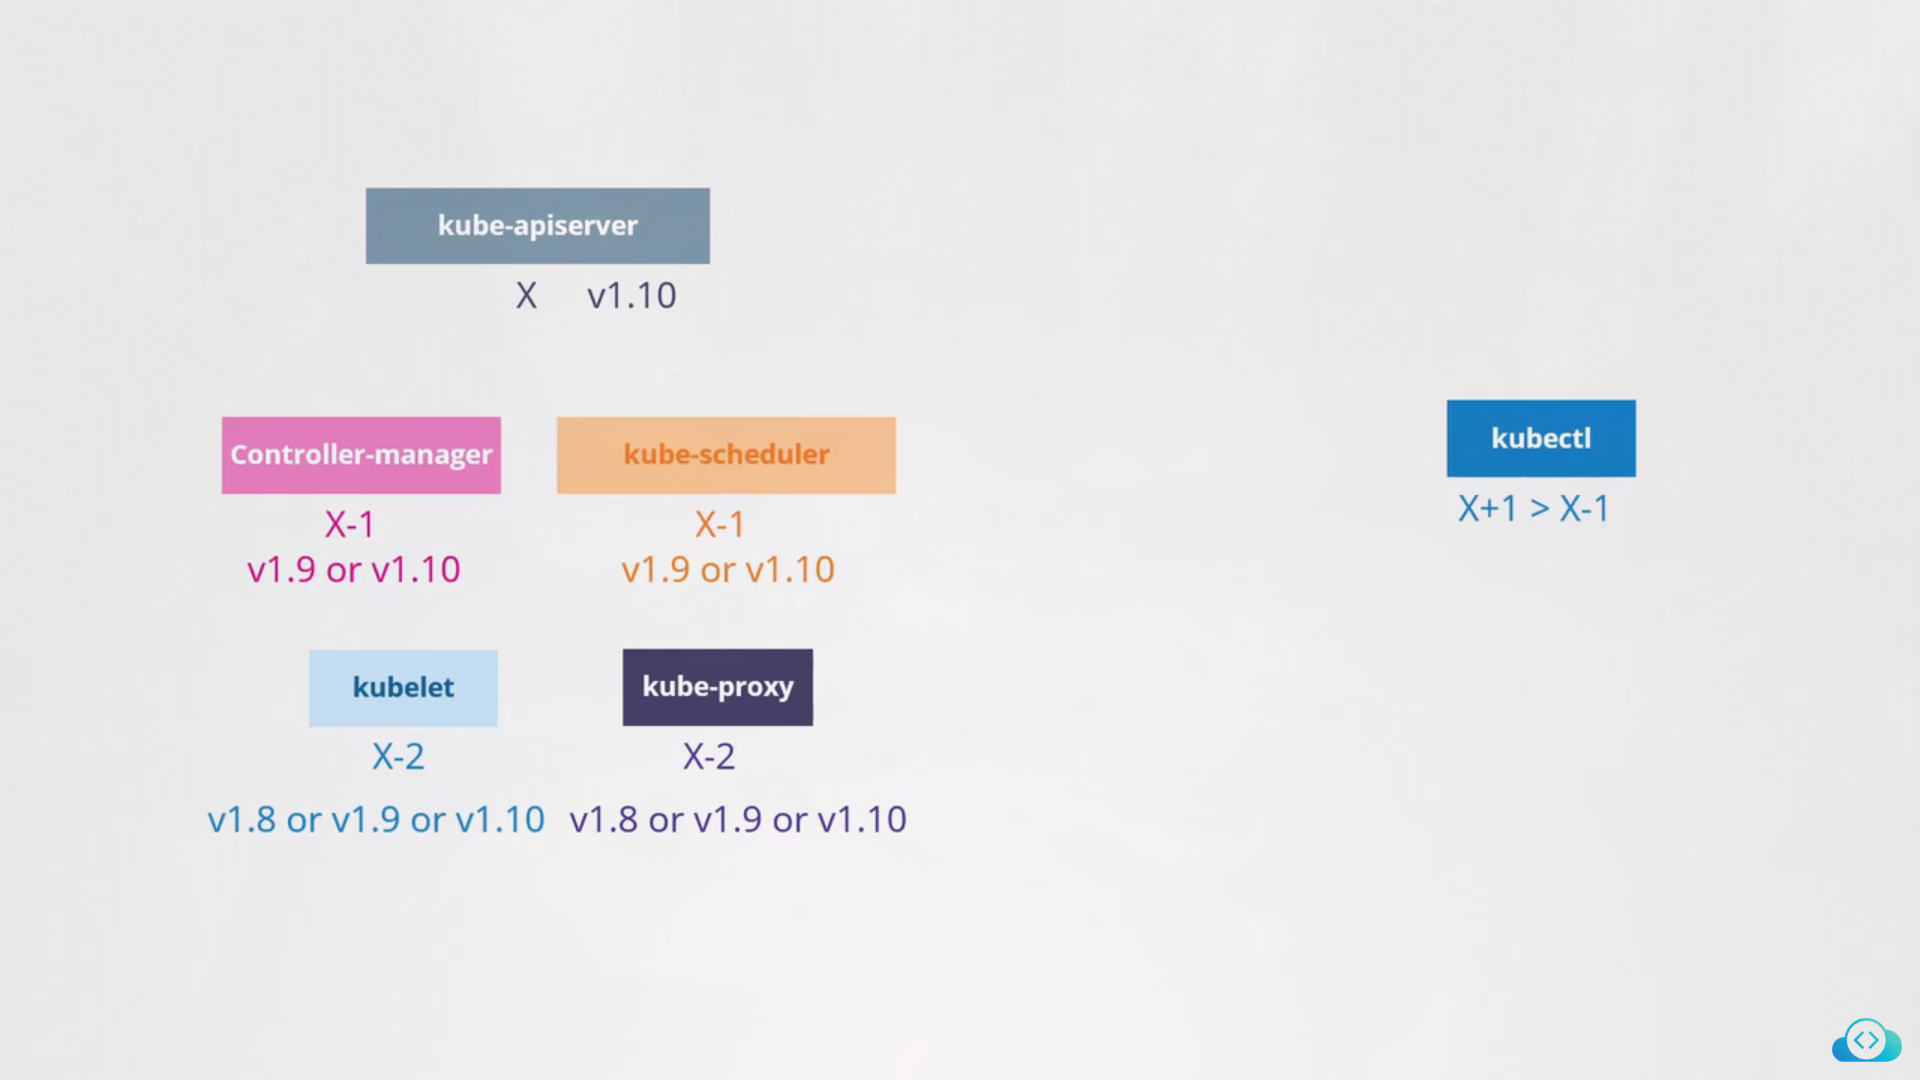 kube-apiserver
X v1.10
Controller-manager
kube-scheduler
kubectl
X-1
X-1
X+1 > X-1
v1.9 or v1.10
v1.9 or v1.10
kubelet
kube-proxy
X-2
X-2
v1.8 or v1.9 or v1.10
v1.8 or v1.9 or v1.10